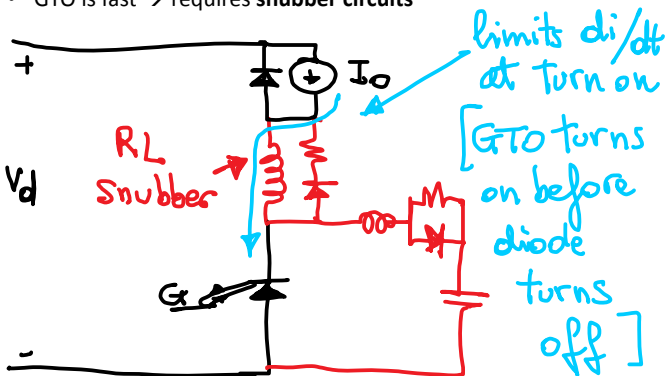 • GTO is fast → requires snubber circuits
limits di/dt
at turn on
[GTO turns
on before
diode
turns
off]
+
I₀
RL
snubber
Vd
G
-